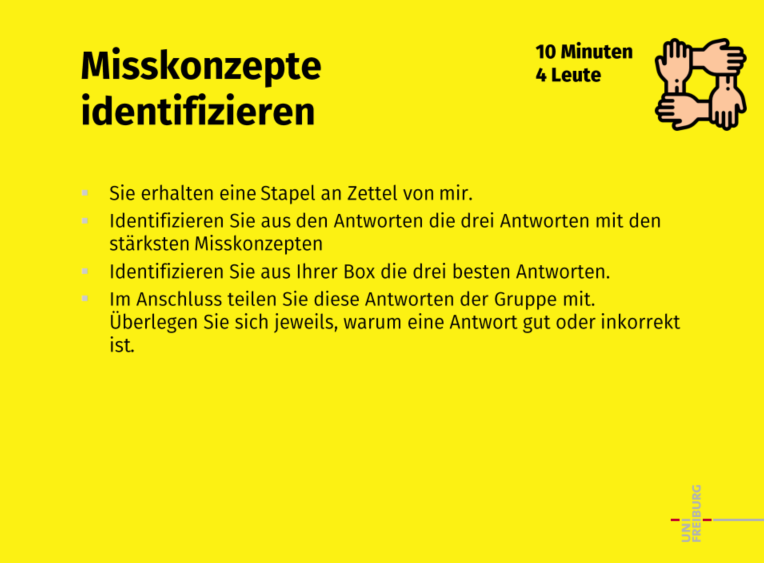 Misskonzepte
identifizieren
10 Minuten
4 Leute
Sie erhalten eine Stapel an Zettel von mir.
Identifizieren Sie aus den Antworten die drei Antworten mit den
stärksten Misskonzepten
Identifizieren Sie aus Ihrer Box die drei besten Antworten.
Im Anschluss teilen Sie diese Antworten der Gruppe mit.
Überlegen Sie sich jeweils, warum eine Antwort gut oder inkorrekt
ist.
UNI
FREIBURG